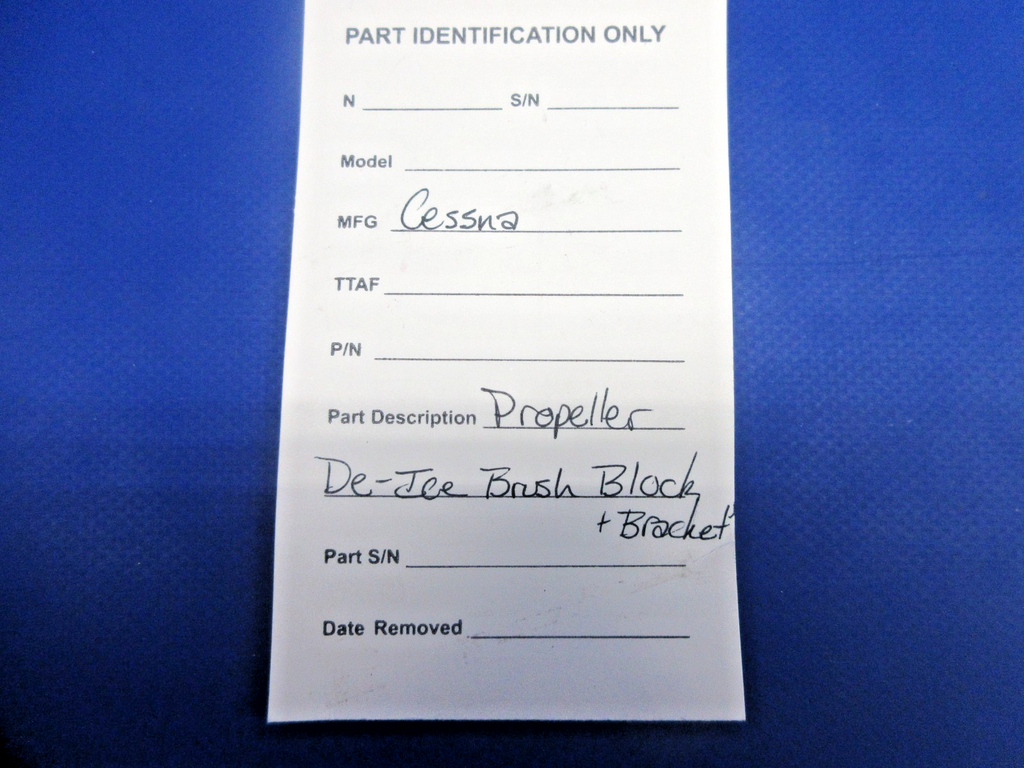 PART IDENTIFICATION ONLY
N S/N
Model
MFG Cessna
TTAF
P/N
Part Description Propeller
De-Ice Brush Block
+ Bracket
Part S/N
Date Removed